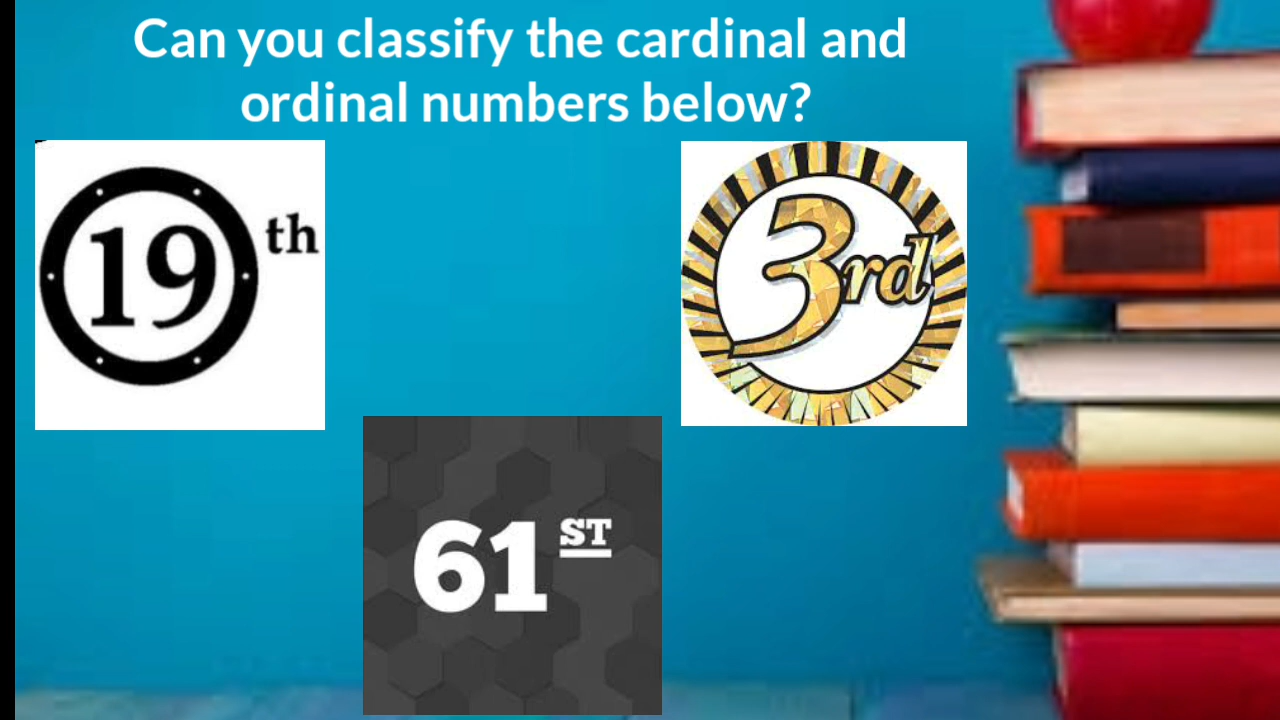 Can you classify the cardinal and
ordinal numbers below?
19th
3rd
61ST